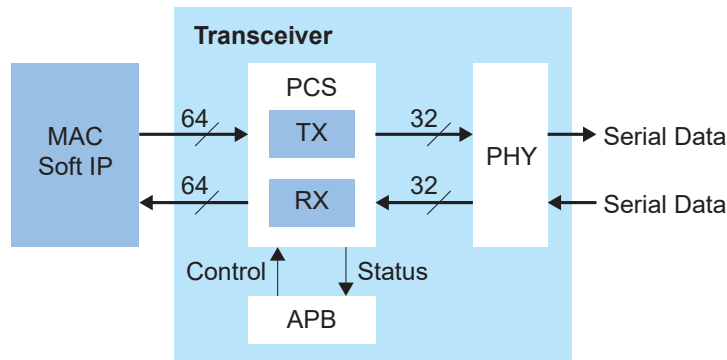 Transceiver
MAC
Soft IP
64
64
PCS
TX
RX
32
32
PHY
Serial Data
Serial Data
Control
Status
APB